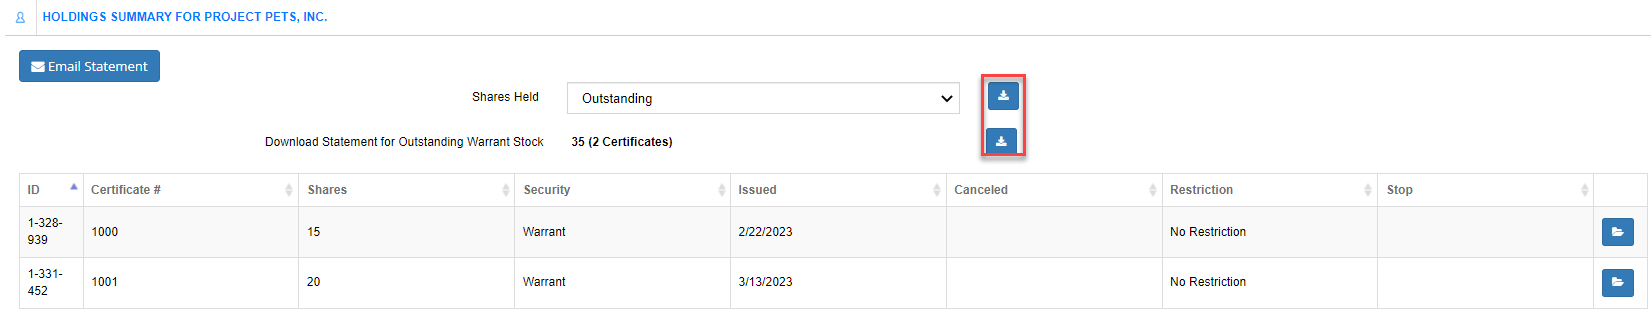 HOLDINGS SUMMARY FOR PROJECT PETS, INC.
Email Statement
Shares Held Outstanding
Download Statement for Outstanding Warrant Stock 35 (2 Certificates)
ID Certificate # Shares Security Issued Canceled Restriction Stop
1-328-
939 1000 15 Warrant 2/22/2023 No Restriction
1-331-
452 1001 20 Warrant 3/13/2023 No Restriction